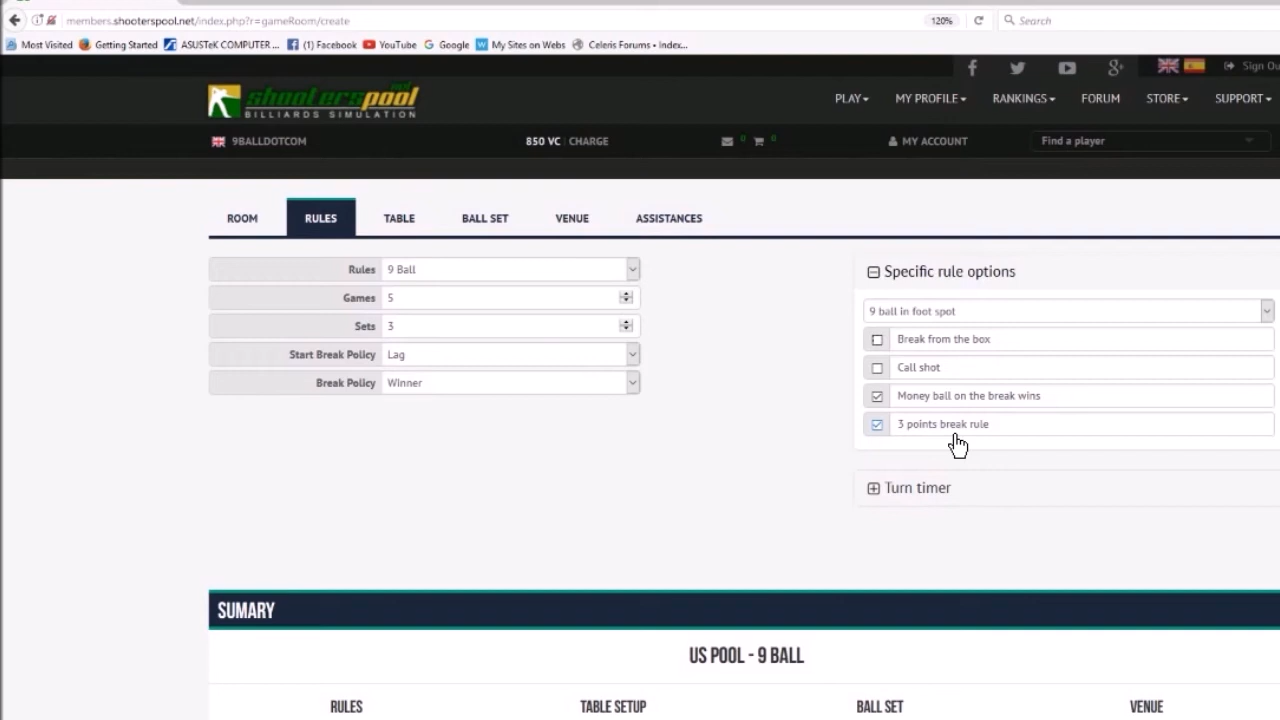 members.shooterspool.net/index.php?r=gameRoom/create 120% Search
Most Visited Getting Started ASUSTeK COMPUTER ... (1) Facebook YouTube Google My Sites on Webs Celeris Forums • Index...
Sign Ou
shooterspool
BILLIARDS SIMULATION
PLAY MY PROFILE RANKINGS FORUM STORE SUPPORT
9BALLDOTCOM 850 VC CHARGE 0 0 MY ACCOUNT Find a player
ROOM RULES TABLE BALL SET VENUE ASSISTANCES
Rules 9 Ball
Games 5
Sets 3
Start Break Policy Lag
Break Policy Winner
Specific rule options
9 ball in foot spot
Break from the box
Call shot
Money ball on the break wins
3 points break rule
Turn timer
SUMARY
US POOL - 9 BALL
RULES TABLE SETUP BALL SET VENUE